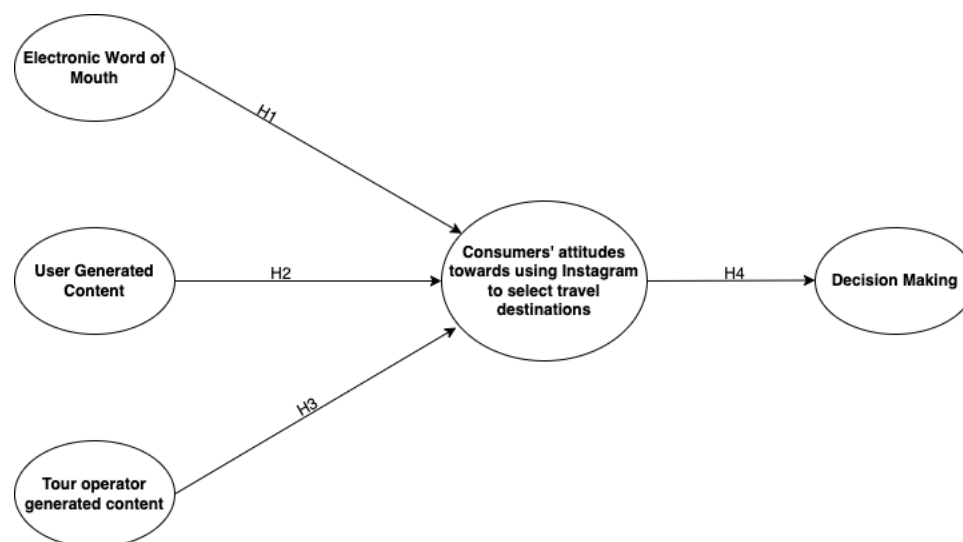 Electronic Word of
Mouth
H1
User Generated
Content
H2
Consumers' attitudes
towards using Instagram
to select travel
destinations
H4
Decision Making
H3
Tour operator
generated content